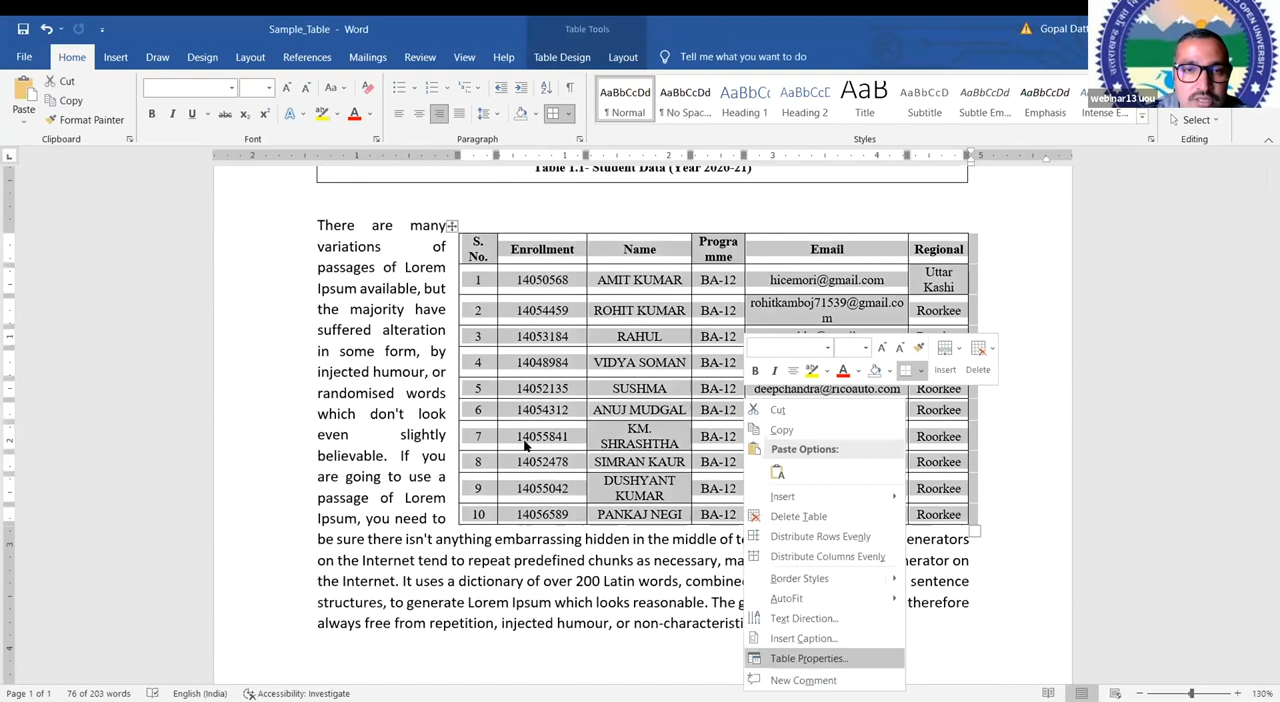 Sample_Table - Word
Table Tools
Gopal Datt
File
Home
Insert
Draw
Design
Layout
References
Mailings
Review
View
Help
Table Design
Layout
Tell me what you want to do
OPEN UNIVERSITY
webinar13 uou
Paste
Cut
Copy
Format Painter
Clipboard
Font
Paragraph
AaBbCcDd
¶ Normal
AaBbCcDd
¶ No Spac...
AaBbC
Heading 1
AaBbCcC
Heading 2
AaB
Title
AaBbCcD
Subtitle
AaBbCcDd
Subtle Em...
AaBbCcDd
Emphasis
AaBbCcDd
Intense E...
Styles
Select
Editing
Table 1.1- Student Data (Year 2020-21)
There are many
variations of
passages of Lorem
Ipsum available, but
the majority have
suffered alteration
in some form, by
injected humour, or
randomised words
which don't look
even slightly
believable. If you
are going to use a
passage of Lorem
Ipsum, you need to
S. No. Enrollment Name Progra mme Email Regional
1 14050568 AMIT KUMAR BA-12 hicemori@gmail.com Uttar Kashi
2 14054459 ROHIT KUMAR BA-12 rohitkamboj71539@gmail.co m Roorkee
3 14053184 RAHUL BA-12
4 14048984 VIDYA SOMAN BA-12
5 14052135 SUSHMA BA-12 deepchandra@ricoauto.com Roorkee
6 14054312 ANUJ MUDGAL BA-12 Roorkee
7 14055841 KM. SHRASHTHA BA-12 Roorkee
8 14052478 SIMRAN KAUR BA-12 Roorkee
9 14055042 DUSHYANT KUMAR BA-12 Roorkee
10 14056589 PANKAJ NEGI BA-12 Roorkee
be sure there isn't anything embarrassing hidden in the middle of enerators
on the Internet tend to repeat predefined chunks as necessary, nerator on
the Internet. It uses a dictionary of over 200 Latin words, sentence
structures, to generate Lorem Ipsum which looks reasonable. The therefore
always free from repetition, injected humour, or
Insert
Delete
Cut
Copy
Paste Options:
Insert
Delete Table
Distribute Rows Evenly
Distribute Columns Evenly
Border Styles
AutoFit
Text Direction...
Insert Caption...
Table Properties...
New Comment
Page 1 of 1
76 of 203 words
English (India)
Accessibility: Investigate
130%